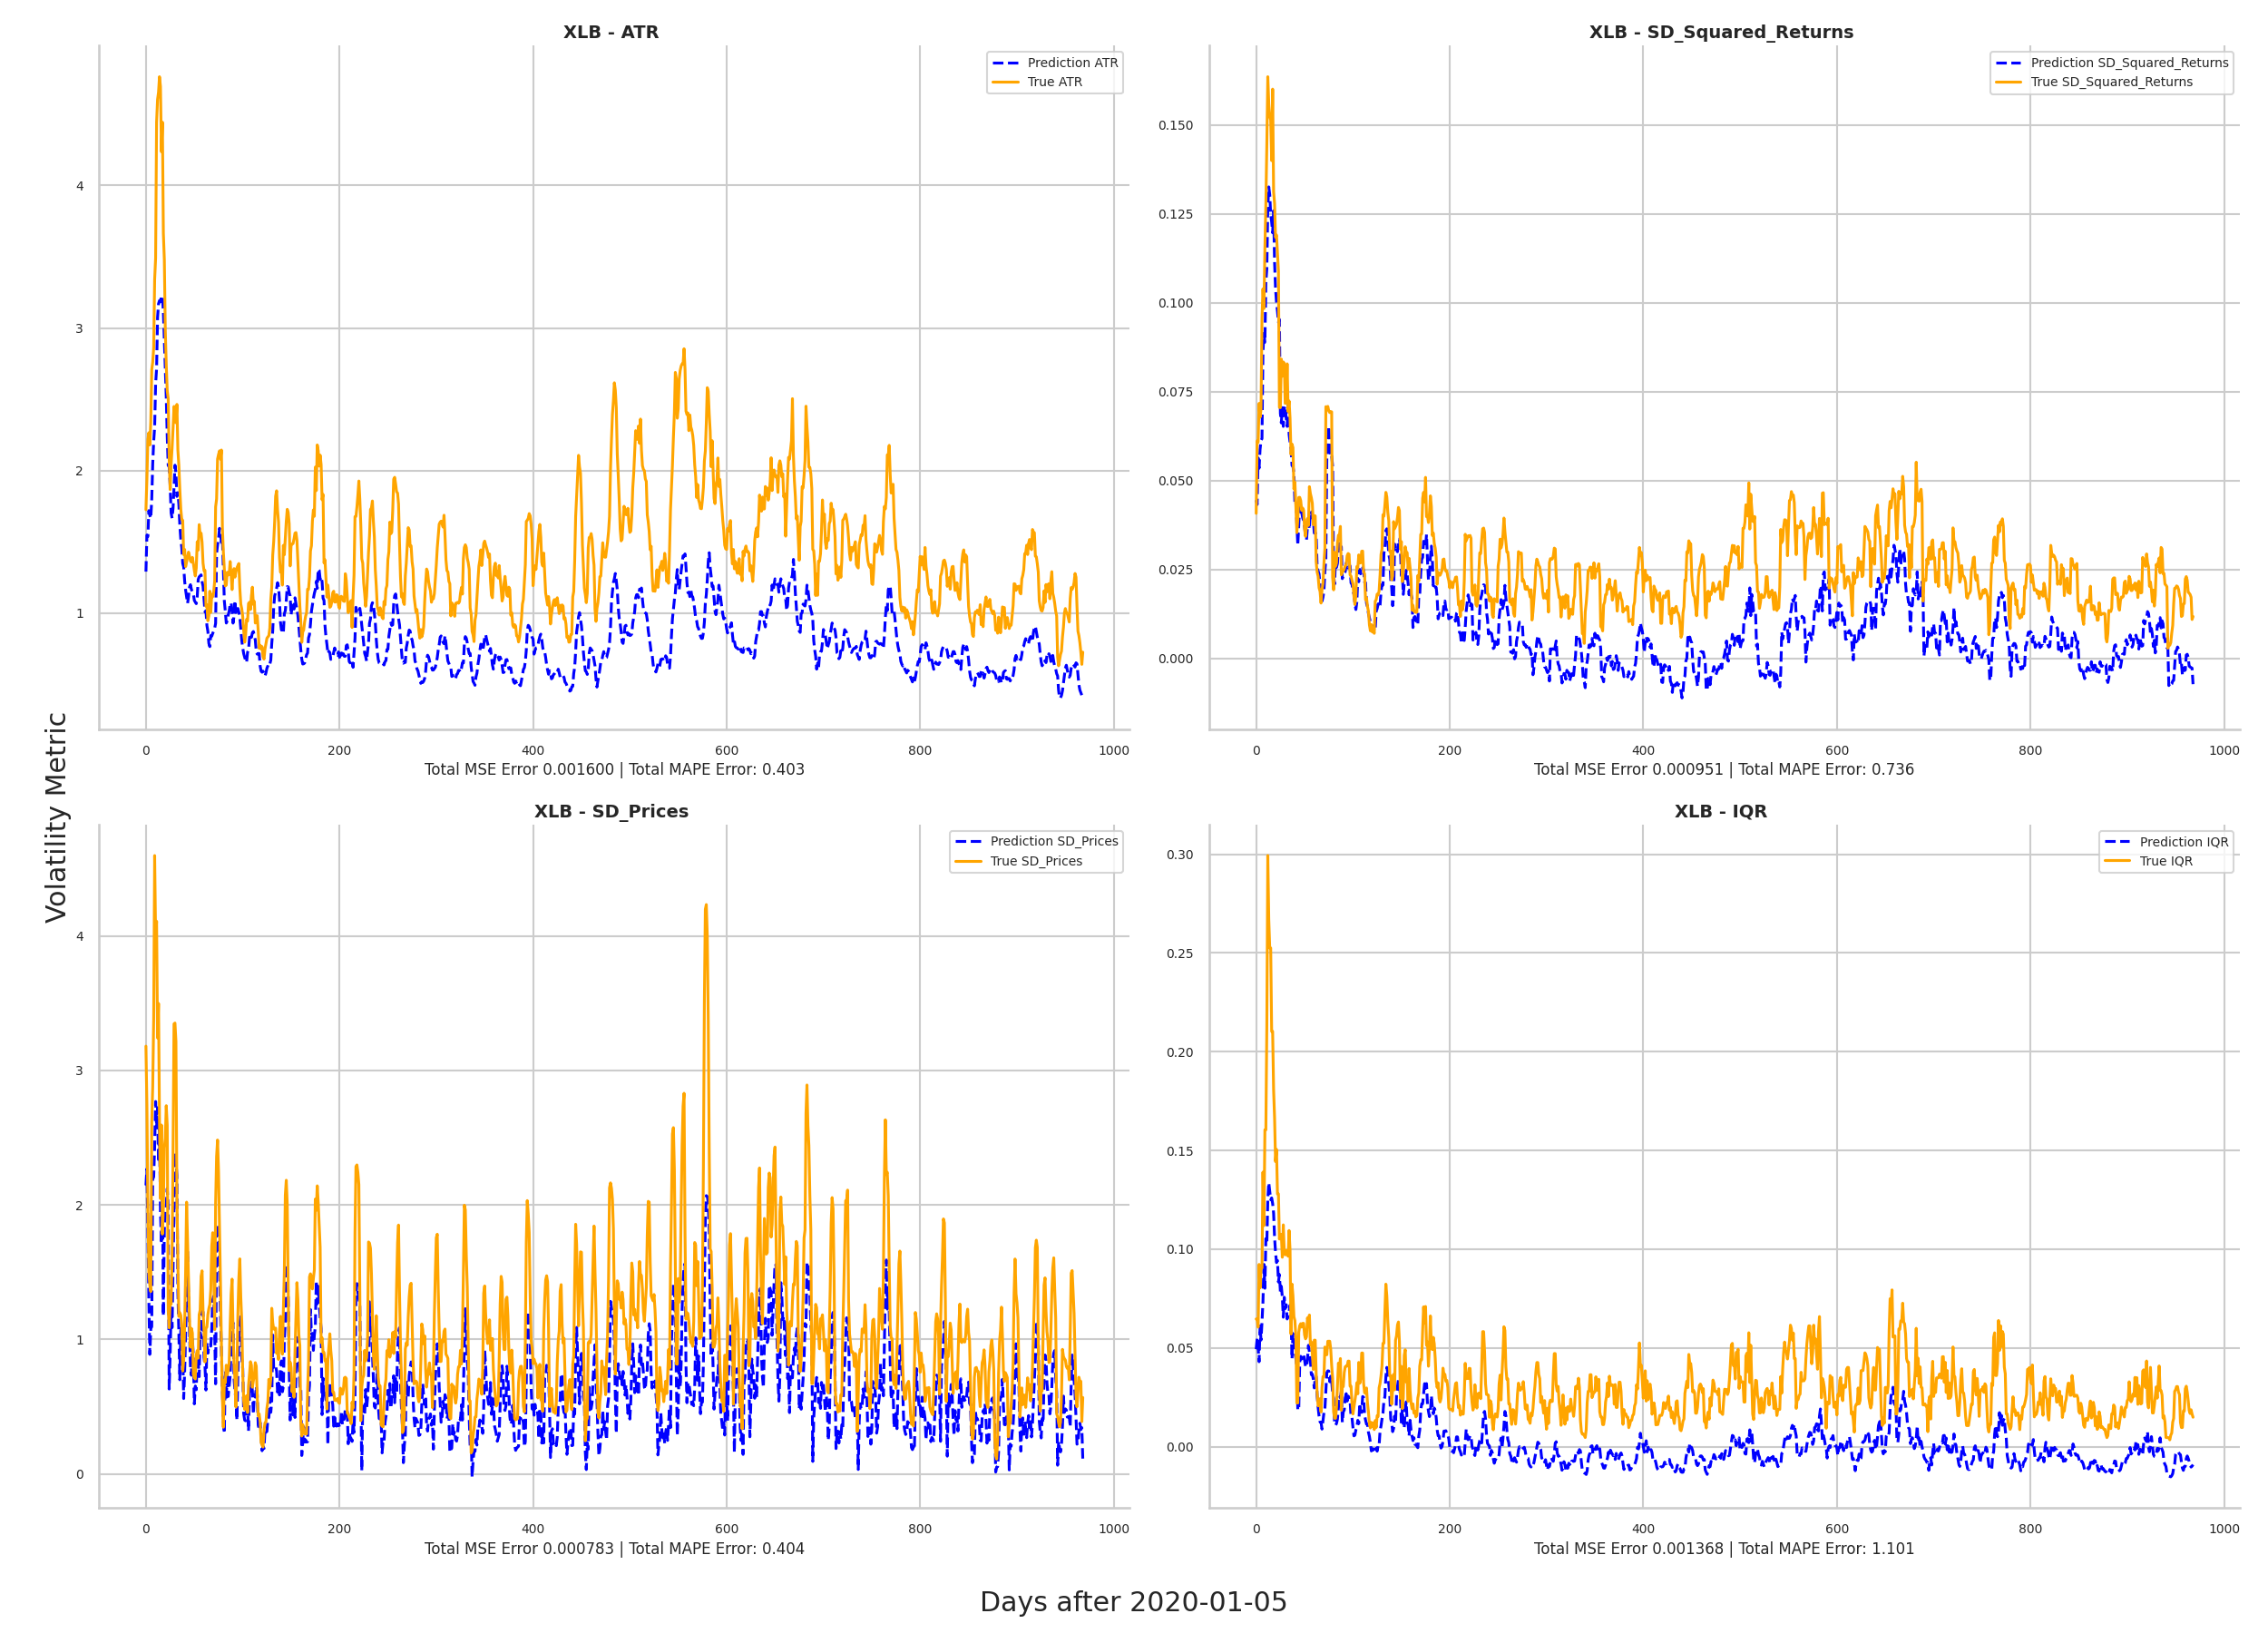 XLB - ATR
Prediction ATR
True ATR
4
3
2
1
0 200 400 600 800 1000
Total MSE Error 0.001600 | Total MAPE Error: 0.403
XLB - SD_Squared_Returns
Prediction SD_Squared_Returns
True SD_Squared_Returns
0.150
0.125
0.100
0.075
0.050
0.025
0.000
0 200 400 600 800 1000
Total MSE Error 0.000951 | Total MAPE Error: 0.736
Volatility Metric
XLB - SD_Prices
Prediction SD_Prices
True SD_Prices
4
3
2
1
0
0 200 400 600 800 1000
Total MSE Error 0.000783 | Total MAPE Error: 0.404
XLB - IQR
Prediction IQR
True IQR
0.30
0.25
0.20
0.15
0.10
0.05
0.00
0 200 400 600 800 1000
Total MSE Error 0.001368 | Total MAPE Error: 1.101
Days after 2020-01-05